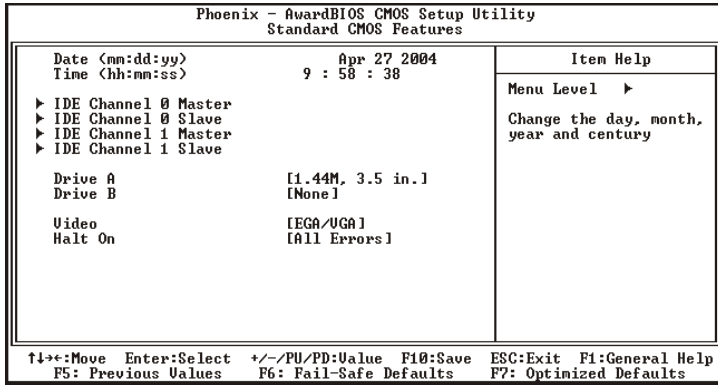 Phoenix - AwardBIOS CMOS Setup Utility
Standard CMOS Features
Date (mm:dd:yy) Apr 27 2004
Time (hh:mm:ss) 9 : 58 : 38
▶ IDE Channel 0 Master
▶ IDE Channel 0 Slave
▶ IDE Channel 1 Master
▶ IDE Channel 1 Slave
Drive A [1.44M, 3.5 in.]
Drive B [None]
Video [EGA/VGA]
Halt On [All Errors]
Item Help
Menu Level ▶
Change the day, month,
year and century
↑↓→←:Move Enter:Select +/-/PU/PD:Value F10:Save ESC:Exit F1:General Help
F5: Previous Values F6: Fail-Safe Defaults F7: Optimized Defaults